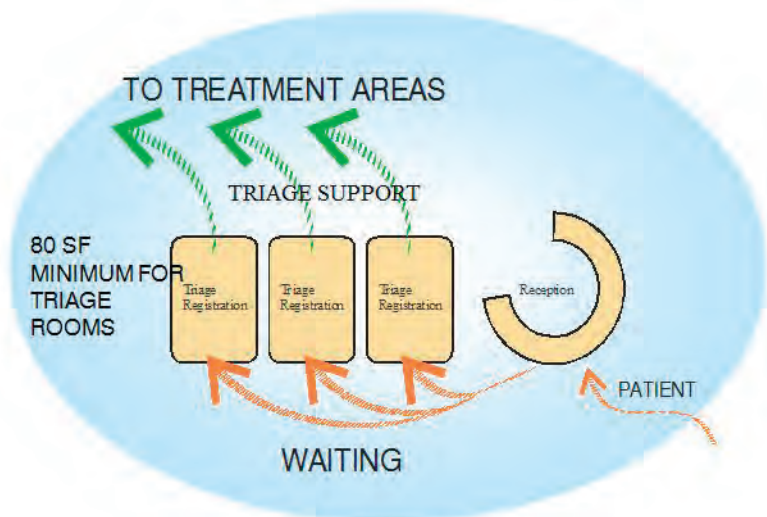 TO TREATMENT AREAS
TRIAGE SUPPORT
80 SF
MINIMUM FOR
TRIAGE
ROOMS
Triage
Registration
Triage
Registration
Triage
Registration
Reception
PATIENT
WAITING